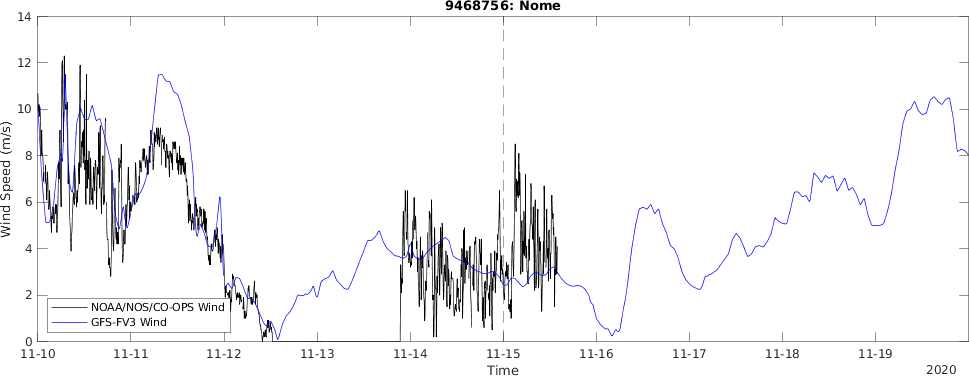 9468756: Nome
14
12
10
8
6
4
2
0
Wind Speed (m/s)
NOAA/NOS/CO-OPS Wind
GFS-FV3 Wind
11-10 11-11 11-12 11-13 11-14 11-15 11-16 11-17 11-18 11-19
Time
2020